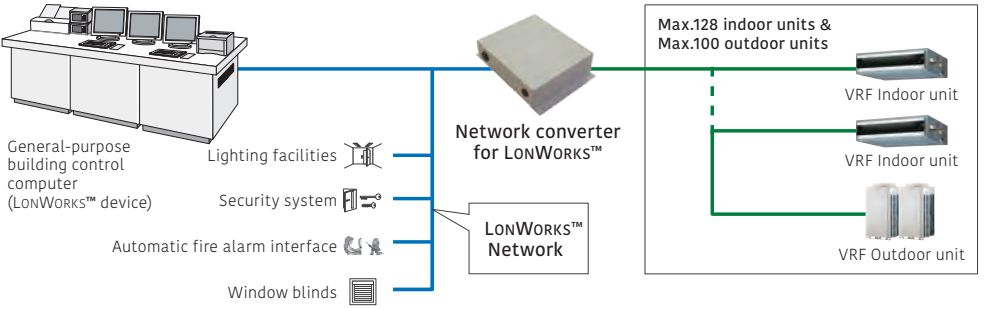 General-purpose
building control
computer
(LONWORKS™ device)
Lighting facilities
Security system
Automatic fire alarm interface
Window blinds
LONWORKS™
Network
Network converter
for LONWORKS™
Max.128 indoor units &
Max.100 outdoor units
VRF Indoor unit
VRF Indoor unit
VRF Outdoor unit